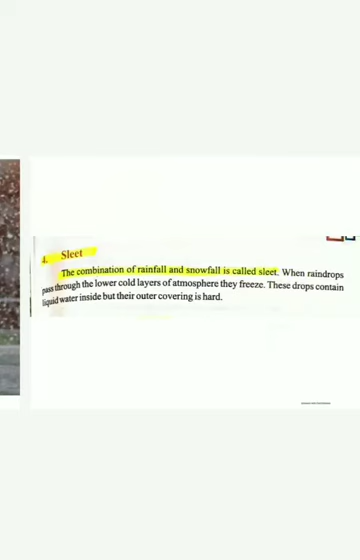 4. Sleet
The combination of rainfall and snowfall is called sleet. When raindrops
pass through the lower cold layers of atmosphere they freeze. These drops contain
liquid water inside but their outer covering is hard.